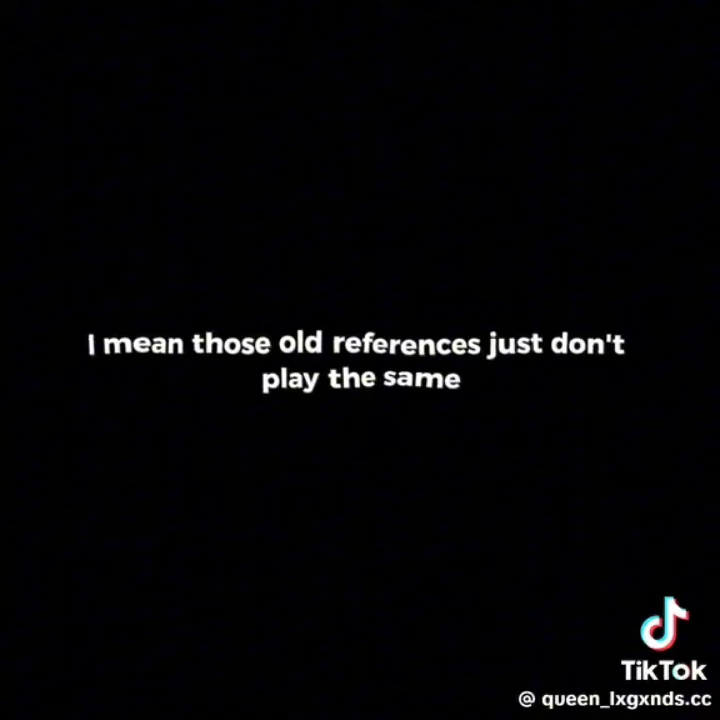 I mean those old references just don't
play the same
TikTok
@ queen_lxgxnds.cc